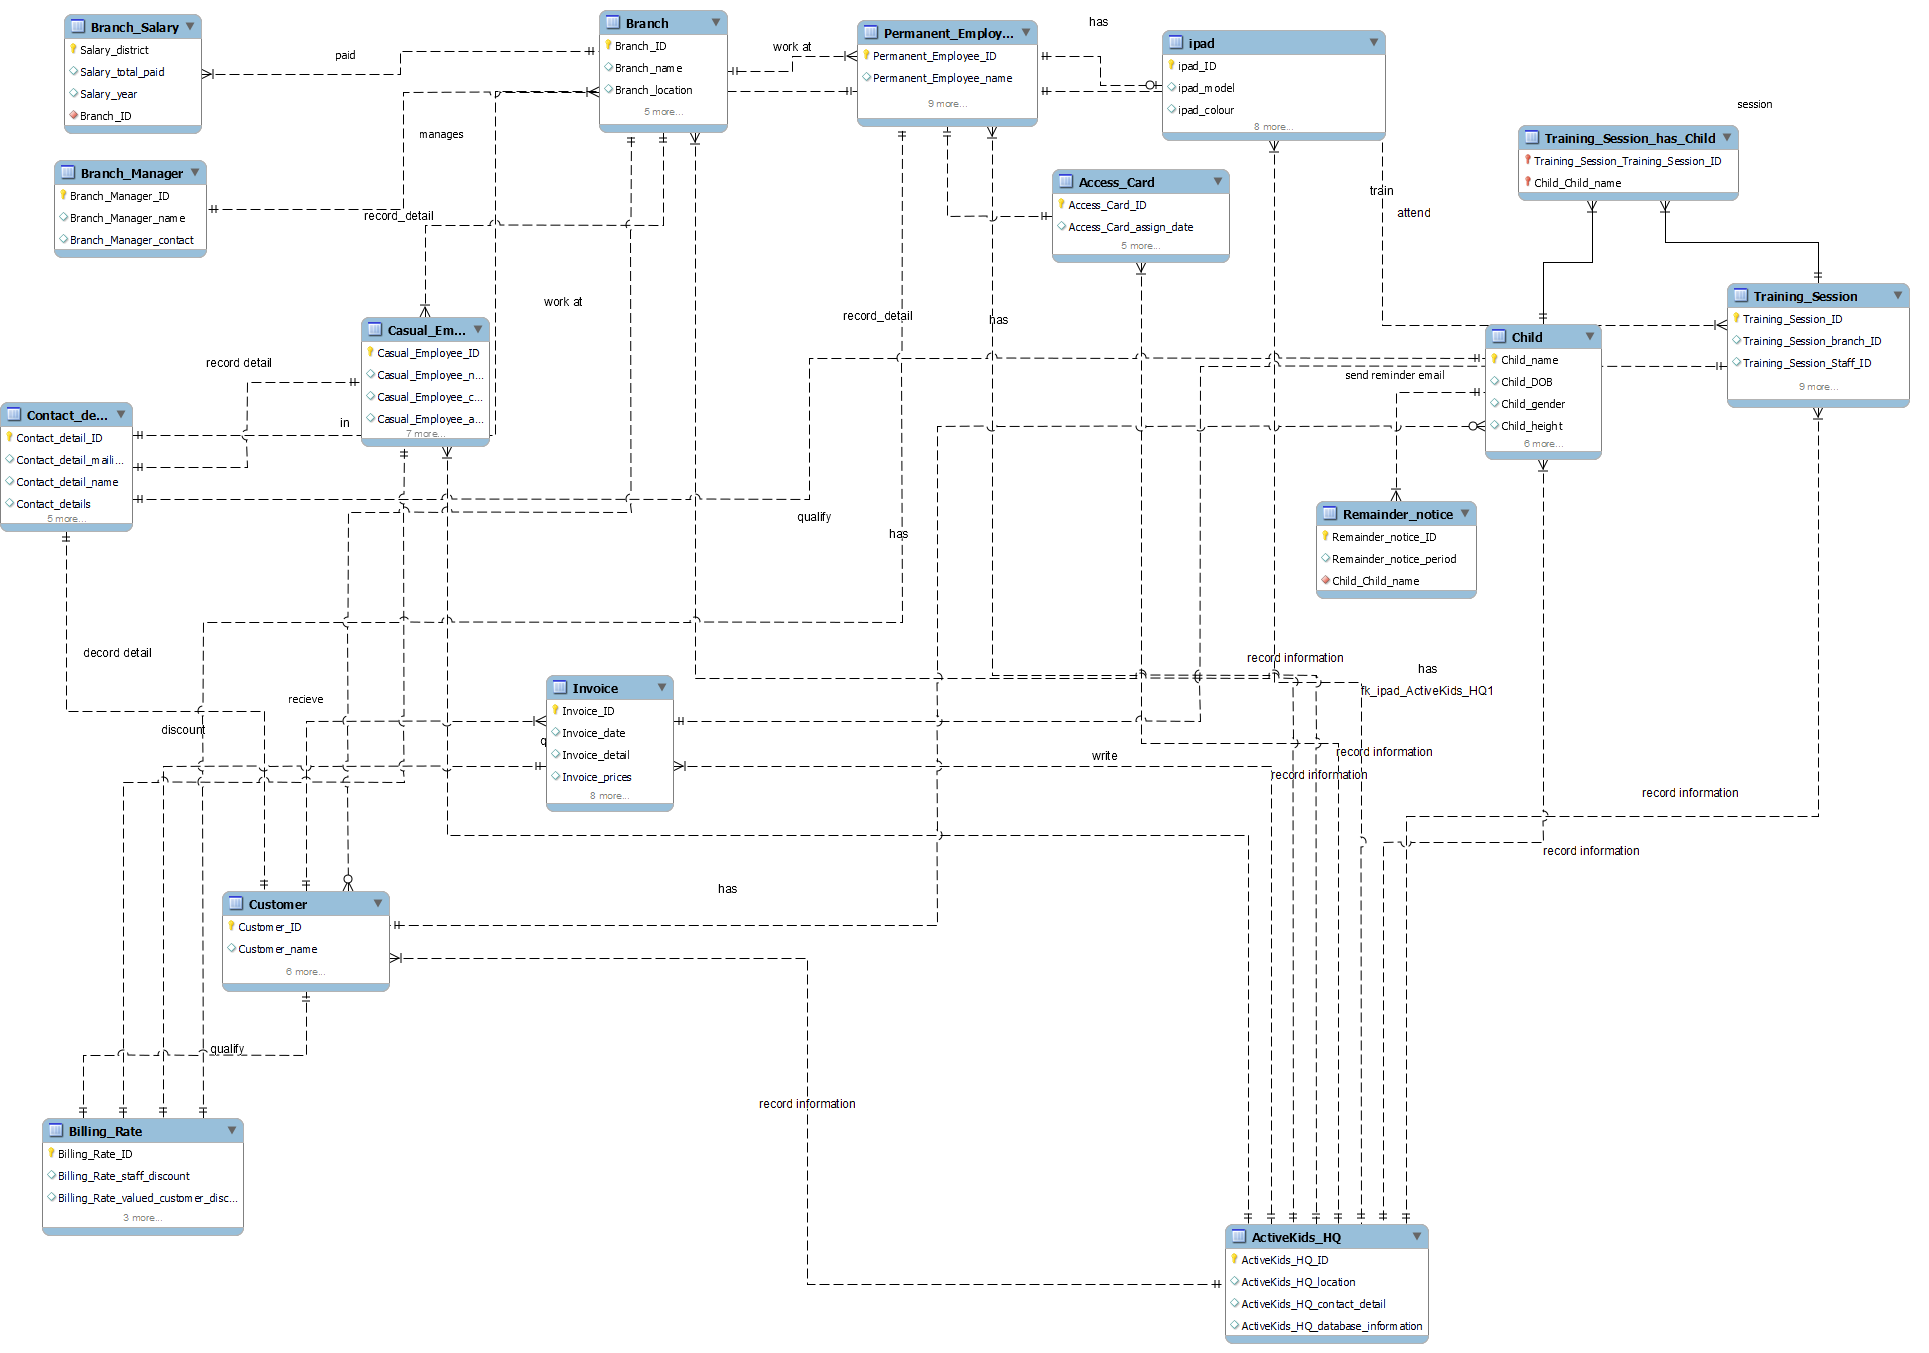 Branch_Salary
Salary_district
Salary_total_paid
Salary_year
Branch_ID
paid
Branch
Branch_ID
Branch_name
Branch_location
5 more...
work at
Permanent_Employ...
Permanent_Employee_ID
Permanent_Employee_name
9 more...
has
ipad
ipad_ID
ipad_model
ipad_colour
8 more...
session
Training_Session_has_Child
Training_Session_Training_Session_ID
Child_Child_name
manages
Branch_Manager
Branch_Manager_ID
Branch_Manager_name
Branch_Manager_contact
record_detail
Access_Card
Access_Card_ID
Access_Card_assign_date
5 more...
train
attend
Training_Session
Training_Session_ID
Training_Session_branch_ID
Training_Session_Staff_ID
9 more...
work at
record_detail
has
Casual_Em...
Casual_Employee_ID
Casual_Employee_n...
Casual_Employee_c...
Casual_Employee_a...
7 more...
record detail
in
Child
Child_name
Child_DOB
Child_gender
Child_height
6 more...
send reminder email
Contact_de...
Contact_detail_ID
Contact_detail_maili...
Contact_detail_name
Contact_details
5 more...
qualify
has
Remainder_notice
Remainder_notice_ID
Remainder_notice_period
Child_Child_name
decord detail
record information
has
fk_ipad_ActiveKids_HQ1
recieve
discount
Invoice
Invoice_ID
Invoice_date
Invoice_detail
Invoice_prices
8 more...
q
write
record information
record information
record information
record information
has
Customer
Customer_ID
Customer_name
6 more...
qualify
record information
Billing_Rate
Billing_Rate_ID
Billing_Rate_staff_discount
Billing_Rate_valued_customer_disc...
3 more...
ActiveKids_HQ
ActiveKids_HQ_ID
ActiveKids_HQ_location
ActiveKids_HQ_contact_detail
ActiveKids_HQ_database_information